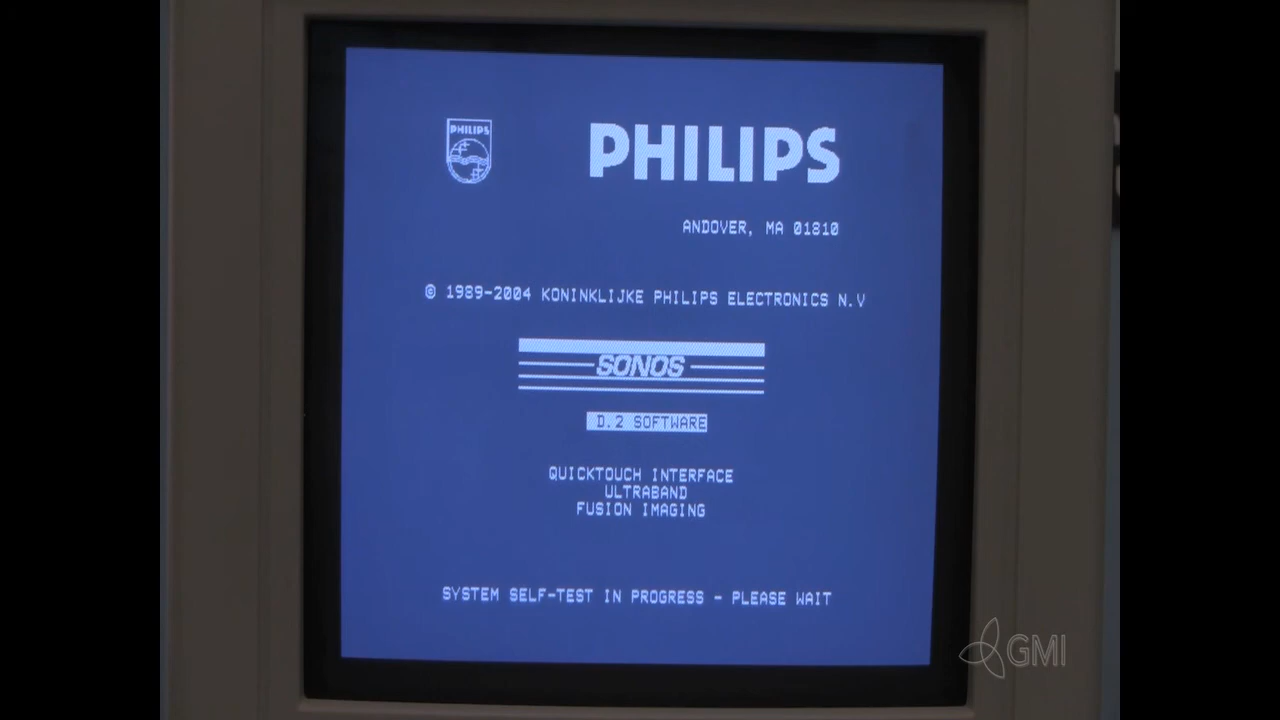 PHILIPS
PHILIPS
ANDOVER, MA 01810
© 1989-2004 KONINKLIJKE PHILIPS ELECTRONICS N.V
SONOS
D.2 SOFTWARE
QUICKTOUCH INTERFACE
ULTRABAND
FUSION IMAGING
SYSTEM SELF-TEST IN PROGRESS - PLEASE WAIT
GMI